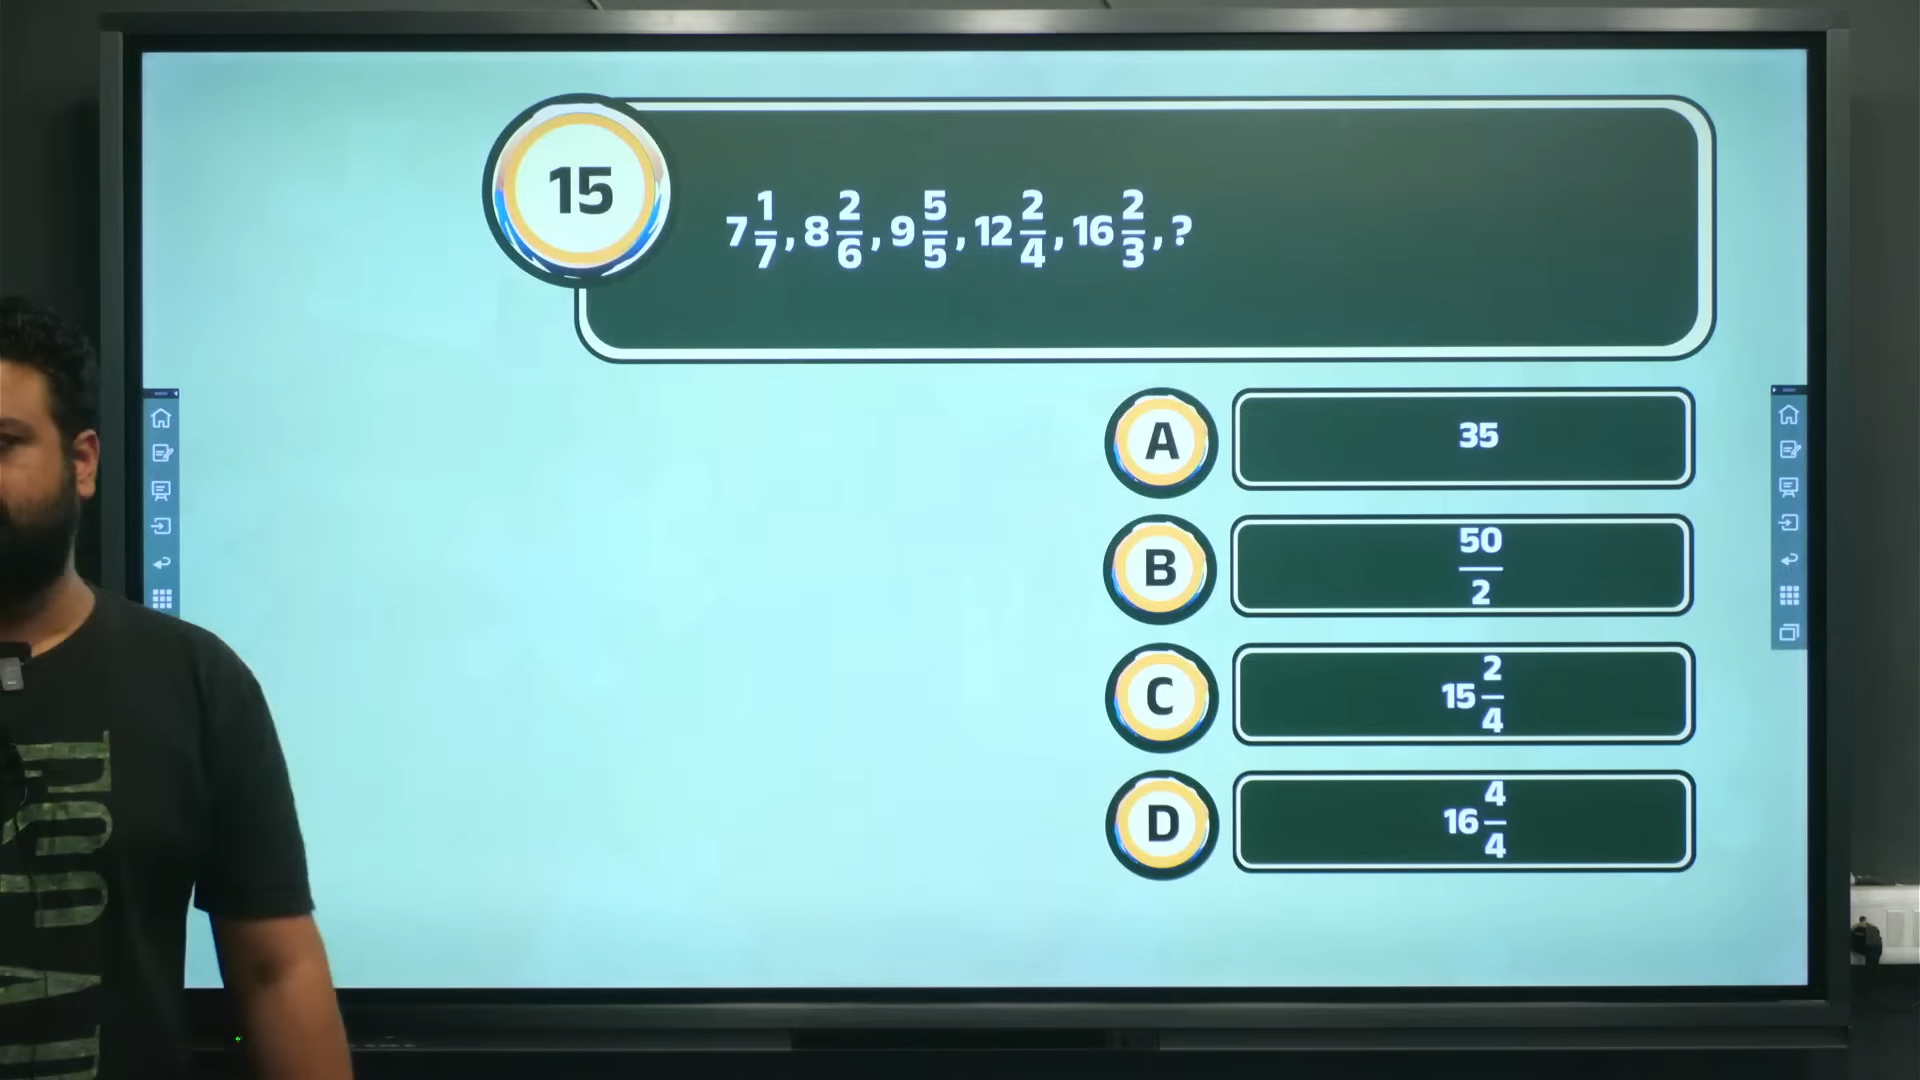 15
7 1/7, 8 2/6, 9 5/5, 12 2/4, 16 2/3, ?
A 35
B 50/2
C 15 2/4
D 16 4/4